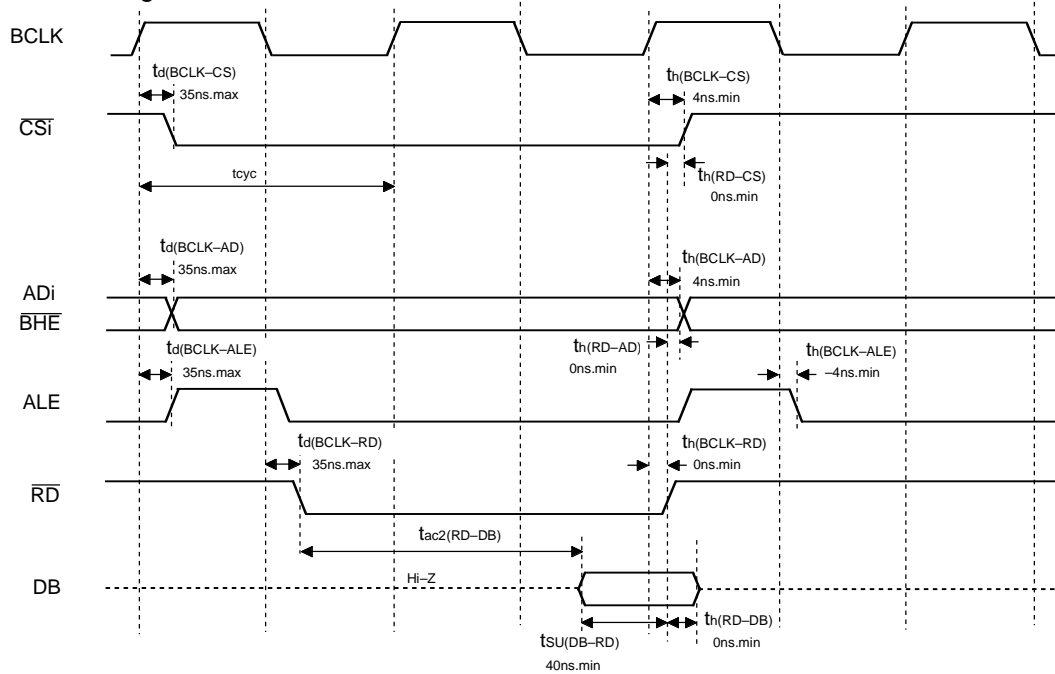 BCLK
td(BCLK–CS)
35ns.max
th(BCLK–CS)
4ns.min
CSi
tcyc
th(RD–CS)
0ns.min
td(BCLK–AD)
35ns.max
th(BCLK–AD)
4ns.min
ADi
BHE
td(BCLK–ALE)
35ns.max
th(RD–AD)
0ns.min
th(BCLK–ALE)
–4ns.min
ALE
td(BCLK–RD)
35ns.max
th(BCLK–RD)
0ns.min
RD
tac2(RD–DB)
DB
Hi–Z
tSU(DB–RD)
40ns.min
th(RD–DB)
0ns.min